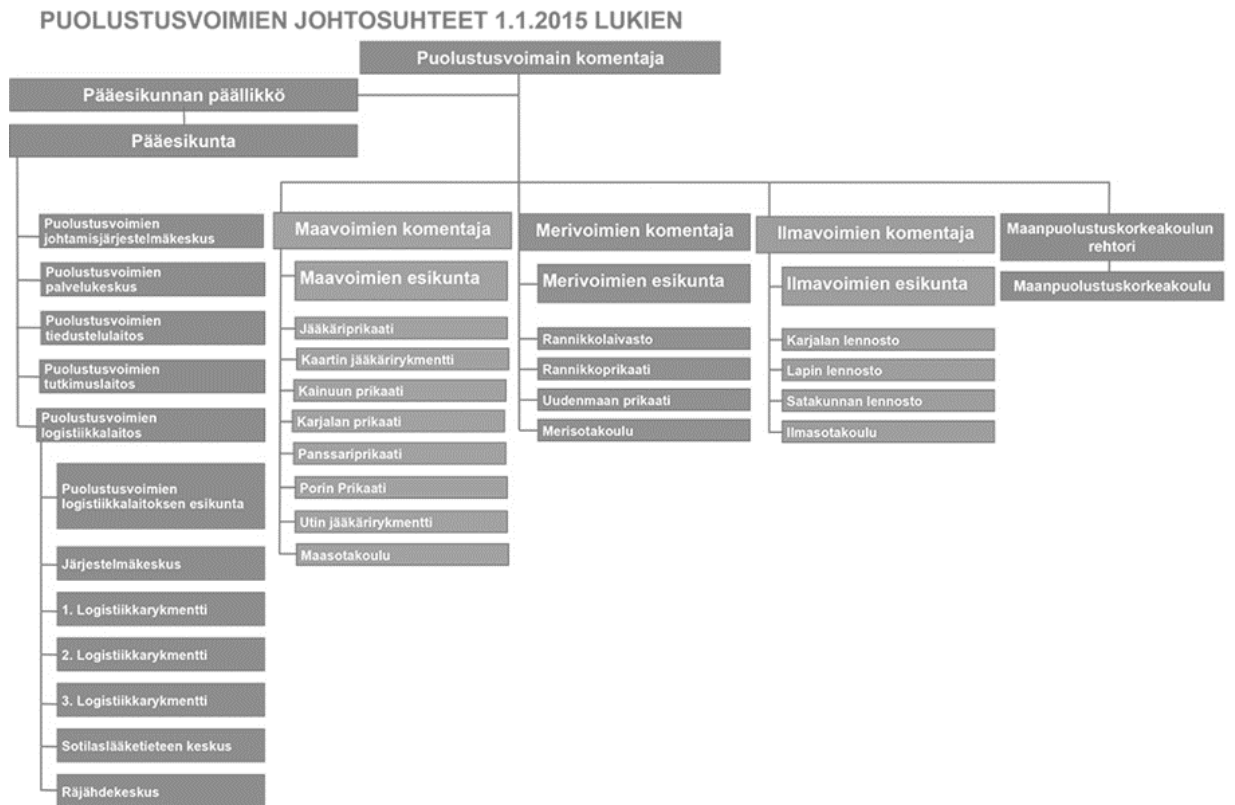 PUOLUSTUSVOIMIEN JOHTOSUHTEET 1.1.2015 LUKIEN
Puolustusvoimain komentaja
Pääesikunnan päällikkö
Pääesikunta
Puolustusvoimien
johtamisjärjestelmäkeskus
Puolustusvoimien
palvelukeskus
Puolustusvoimien
tiedustelulaitos
Puolustusvoimien
tutkimuslaitos
Puolustusvoimien
logistiikkalaitos
Puolustusvoimien
logistiikkalaitoksen esikunta
Järjestelmäkeskus
1. Logistiikkarykmentti
2. Logistiikkarykmentti
3. Logistiikkarykmentti
Sotilaslääketieteen keskus
Räjähdekeskus
Maavoimien komentaja
Maavoimien esikunta
Jääkäriprikaati
Kaartin jääkärirykmentti
Kainuun prikaati
Karjalan prikaati
Panssariprikaati
Porin Prikaati
Utin jääkärirykmentti
Maasotakoulu
Merivoimien komentaja
Merivoimien esikunta
Rannikkolaivasto
Rannikkoprikaati
Uudenmaan prikaati
Merisotakoulu
Ilmavoimien komentaja
Ilmavoimien esikunta
Karjalan lennosto
Lapin lennosto
Satakunnan lennosto
Ilmasotakoulu
Maanpuolustuskorkeakoulun
rehtori
Maanpuolustuskorkeakoulu